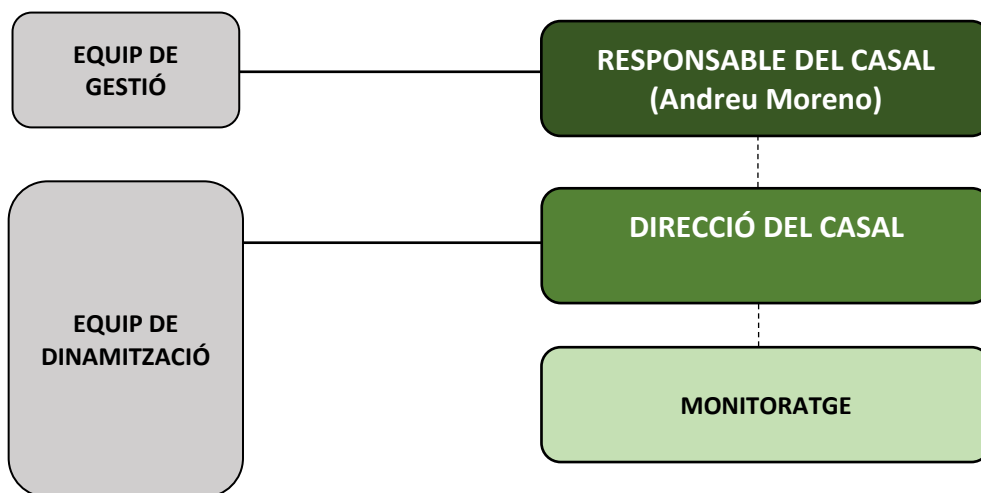 EQUIP DE
GESTIÓ
RESPONSABLE DEL CASAL
(Andreu Moreno)
DIRECCIÓ DEL CASAL
EQUIP DE
DINAMITZACIÓ
MONITORATGE